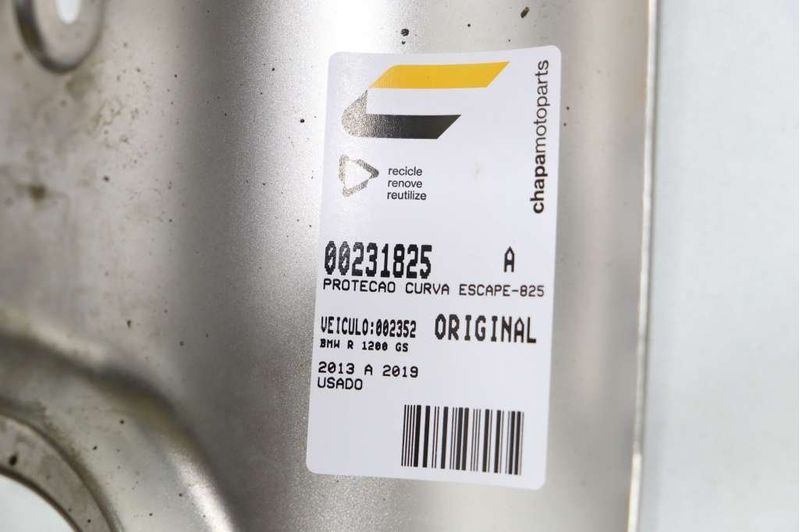 chapamotoparts
recicle
renove
reutilize
00231825 A
PROTECAO CURVA ESCAPE-825
VEICULO:002352 ORIGINAL
BMW R 1200 GS
2013 A 2019
USADO